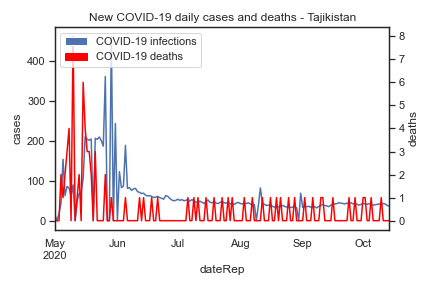 New COVID-19 daily cases and deaths - Tajikistan
COVID-19 infections
COVID-19 deaths
cases
400
300
200
100
0
8
7
6
5
4
3
2
1
0
deaths
May Jun Jul Aug Sep Oct
2020
dateRep